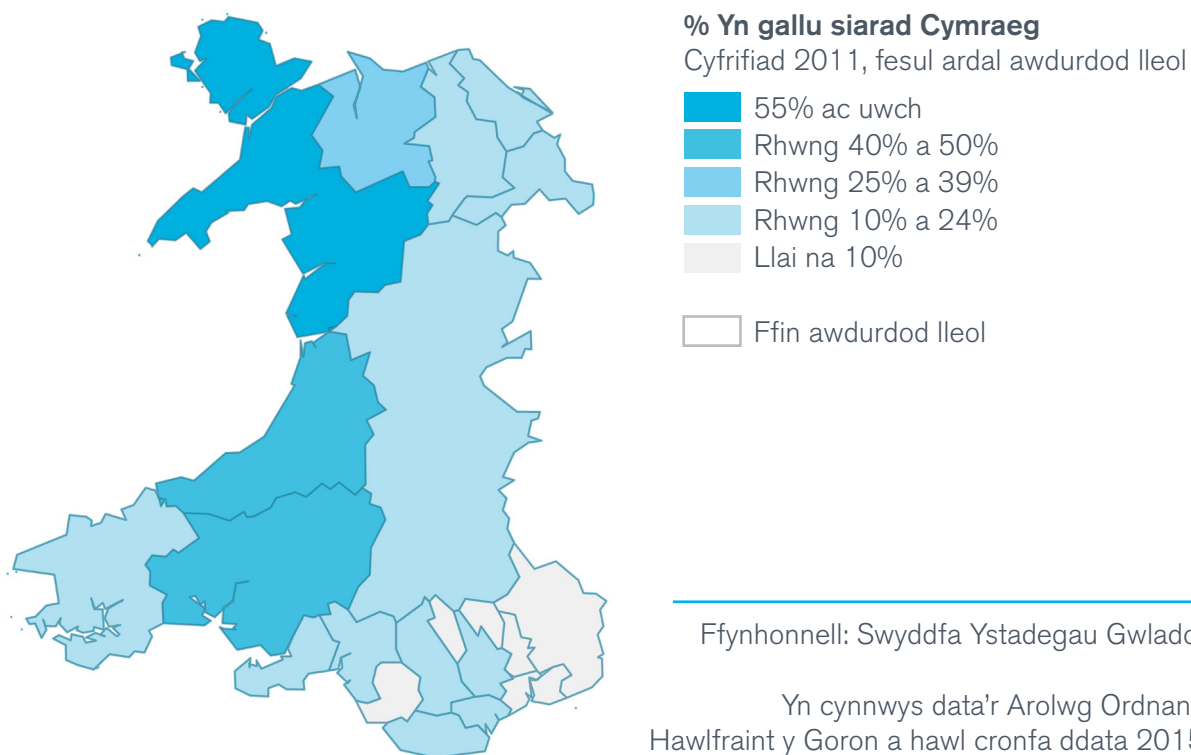 % Yn gallu siarad Cymraeg
Cyfrifiad 2011, fesul ardal awdurdod lleol
55% ac uwch
Rhwng 40% a 50%
Rhwng 25% a 39%
Rhwng 10% a 24%
Llai na 10%
Ffin awdurdod lleol
Ffynhonnell: Swyddfa Ystadegau
Yn cynnwys data'r Arolwg
Hawlfraint y Goron a hawl cronfa ddata 2015